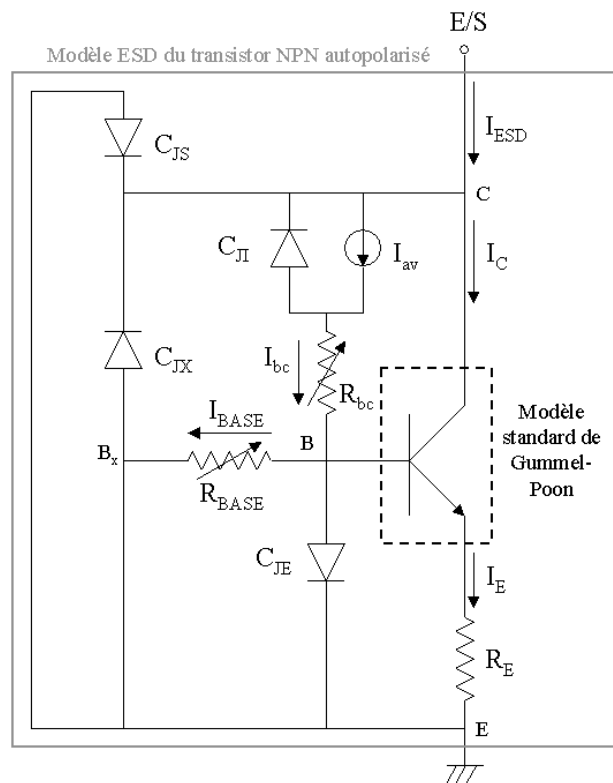 E/S
Modèle ESD du transistor NPN autopolarisé
I_ESD
C_JS
C
C_JI
I_av
I_C
C_JX
I_bc
R_bc
I_BASE
Modèle
standard de
Gummel-
Poon
B_x
B
R_BASE
C_JE
I_E
R_E
E